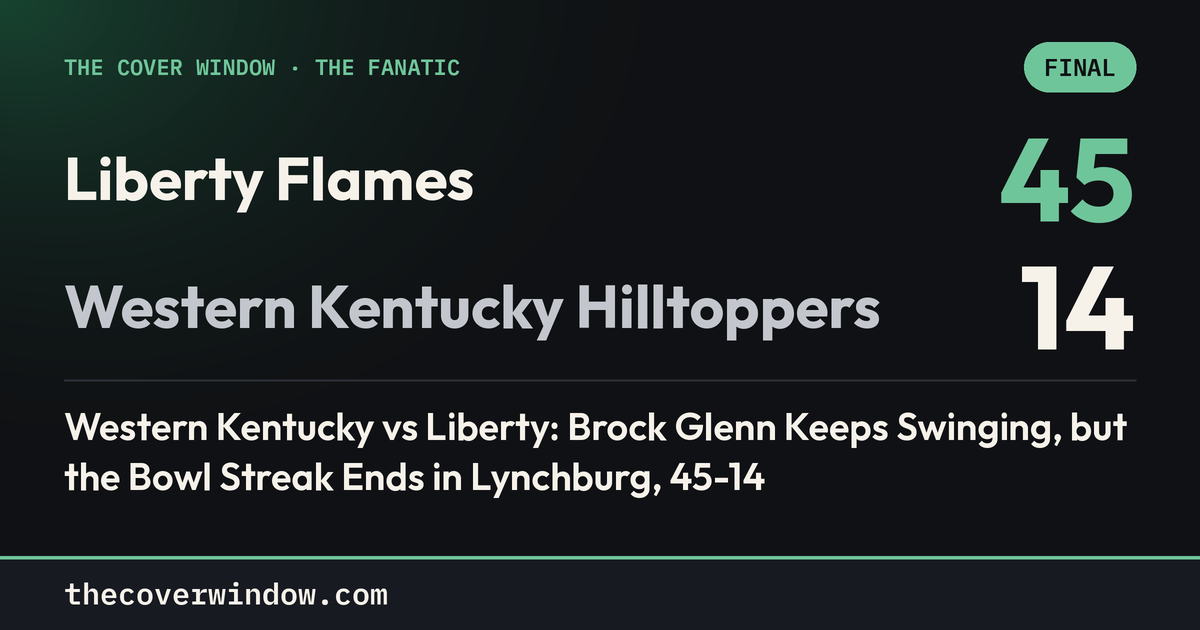 THE COVER WINDOW · THE FANATIC
FINAL
Liberty Flames 45
Western Kentucky Hilltoppers 14
Western Kentucky vs Liberty: Brock Glenn Keeps Swinging, but
the Bowl Streak Ends in Lynchburg, 45-14
thecoverwindow.com